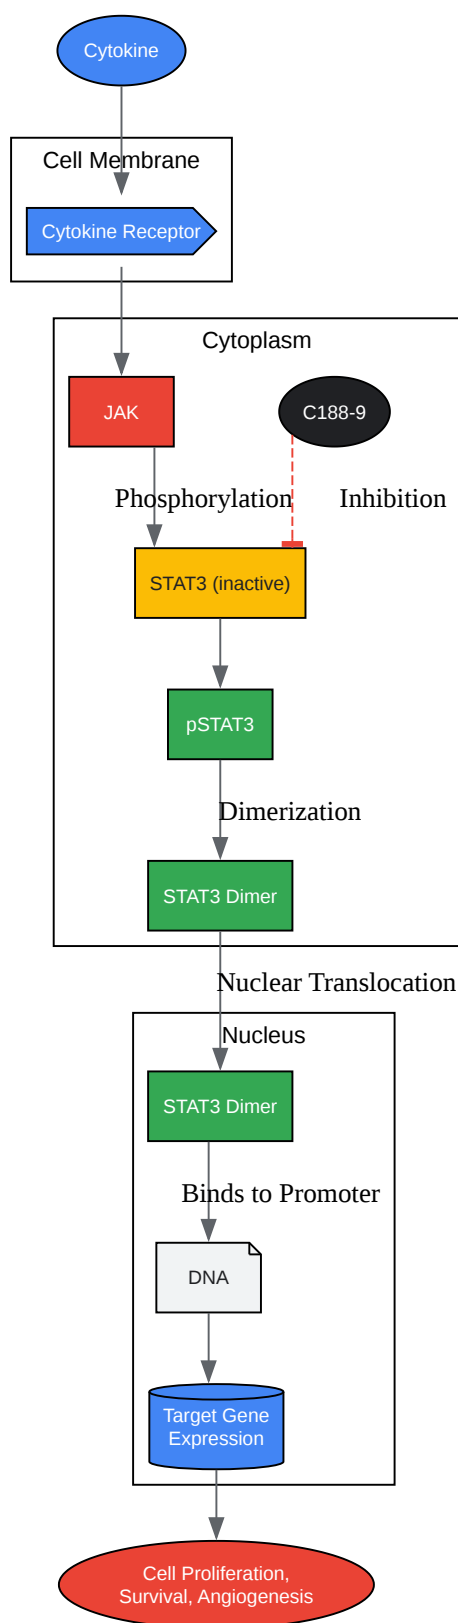 Cytokine
Cell Membrane
Cytokine Receptor
Cytoplasm
JAK
C188-9
Phosphorylation
Inhibition
STAT3 (inactive)
pSTAT3
Dimerization
STAT3 Dimer
Nuclear Translocation
Nucleus
STAT3 Dimer
Binds to Promoter
DNA
Target Gene
Expression
Cell Proliferation,
Survival, Angiogenesis